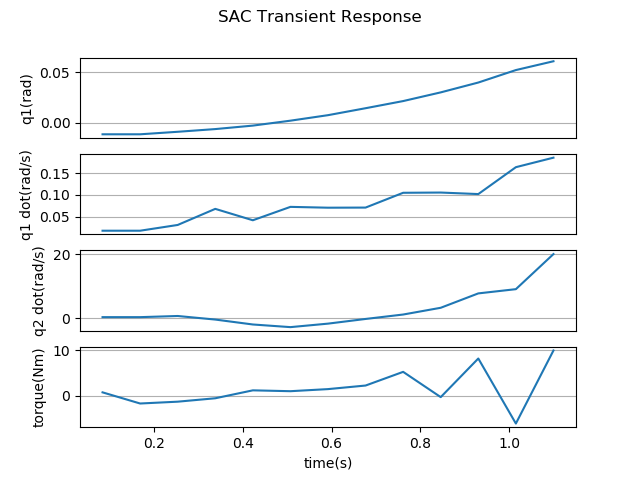 SAC Transient Response
q1(rad)
0.05
0.00
q1 dot(rad/s)
0.15
0.10
0.05
q2 dot(rad/s)
20
0
torque(Nm)
10
0
0.2 0.4 0.6 0.8 1.0
time(s)